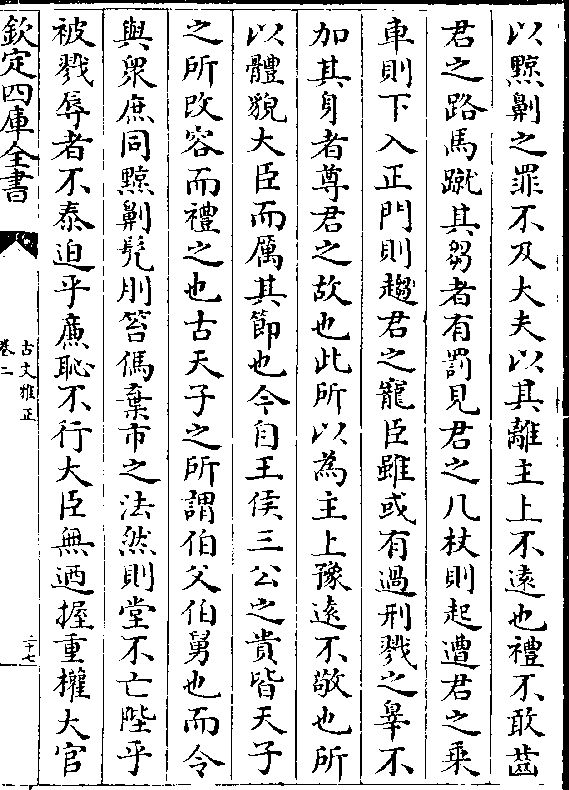 以黥劓之罪不及大夫以其離主上不遠也禮不敢齒
君之路馬蹴其芻者有罰見君之几杖則起遭君之乗
車則下入正門則趨君之寵臣雖或有過刑戮之辠不
加其身者尊君之故也此所以為主上豫遠不敬也所
以體貌大臣而厲其節也今自王侯三公之貴皆天子
之所改容而禮之也古天子之所謂伯父伯舅也而令
與衆庶同黥劓髠刖笞傌棄市之法然則堂不亡陛乎
被戮辱者不泰迫乎亷恥不行大臣無迺握重權大官
欽定四庫全書
古文雅正
卷二
二十七